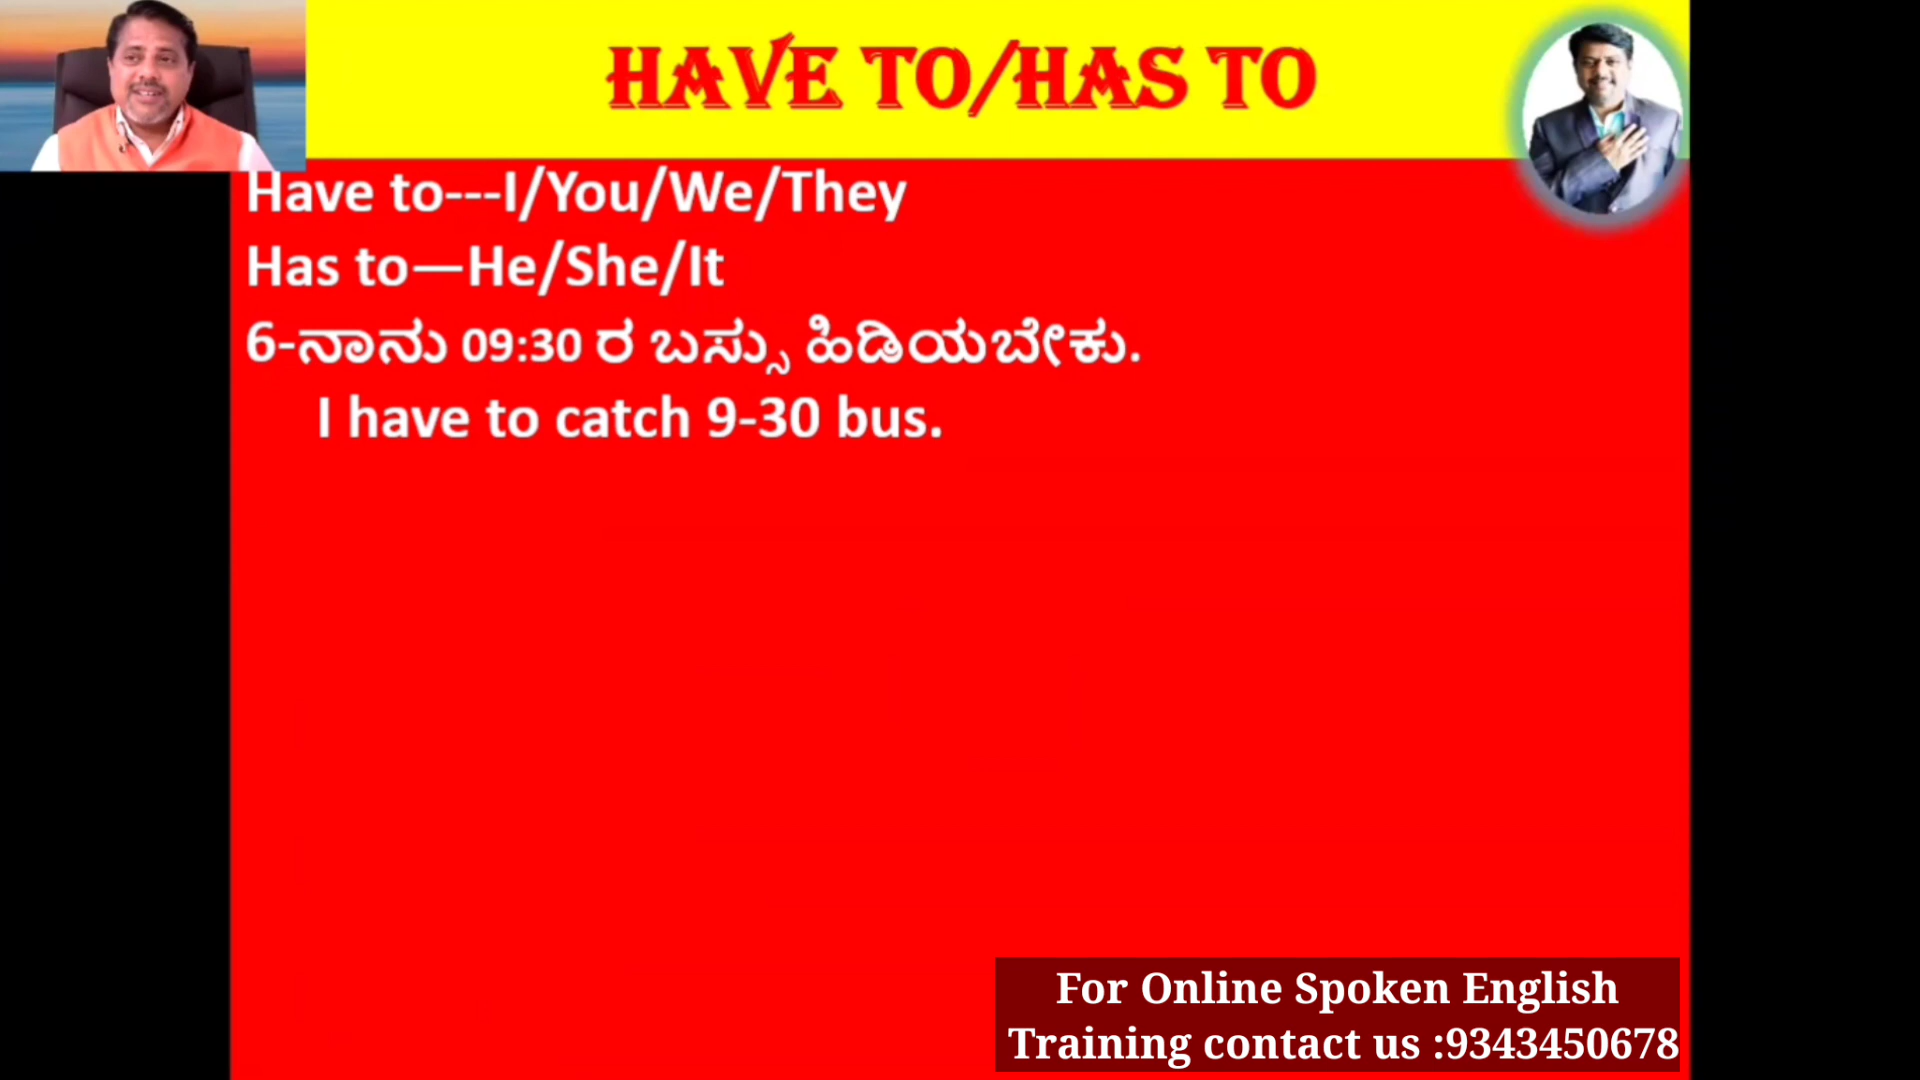 HAVE TO/HAS TO
Have to---I/You/We/They
Has to—He/She/It
6-ನಾನು 09:30 ರ ಬಸ್ಸು ಹಿಡಿಯಬೇಕು.
I have to catch 9-30 bus.
For Online Spoken English
Training contact us :9343450678